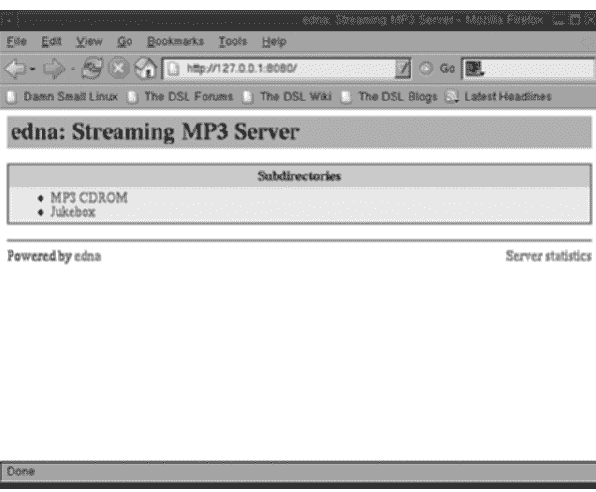 edna: Streaming MP3 Server - Mozilla Firefox
File Edit View Go Bookmarks Tools Help
http://127.0.0.1:8080/ Go
Damn Small Linux The DSL Forums The DSL Wiki The DSL Blogs Latest Headlines
edna: Streaming MP3 Server
Subdirectories
MP3 CDROM
Jukebox
Powered by edna Server statistics
Done